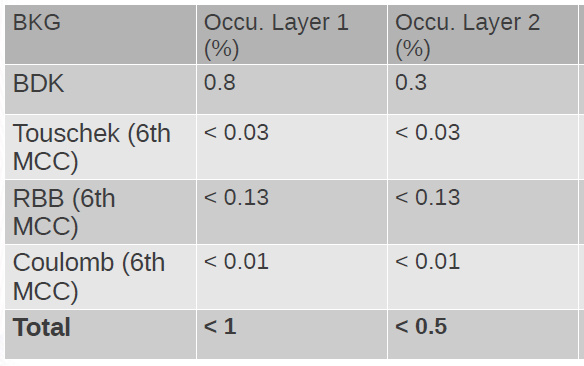 BKG Occu. Layer 1 Occu. Layer 2
(%) (%)
BDK 0.8 0.3
Touschek (6th < 0.03 < 0.03
MCC)
RBB (6th < 0.13 < 0.13
MCC)
Coulomb (6th < 0.01 < 0.01
MCC)
Total < 1 < 0.5